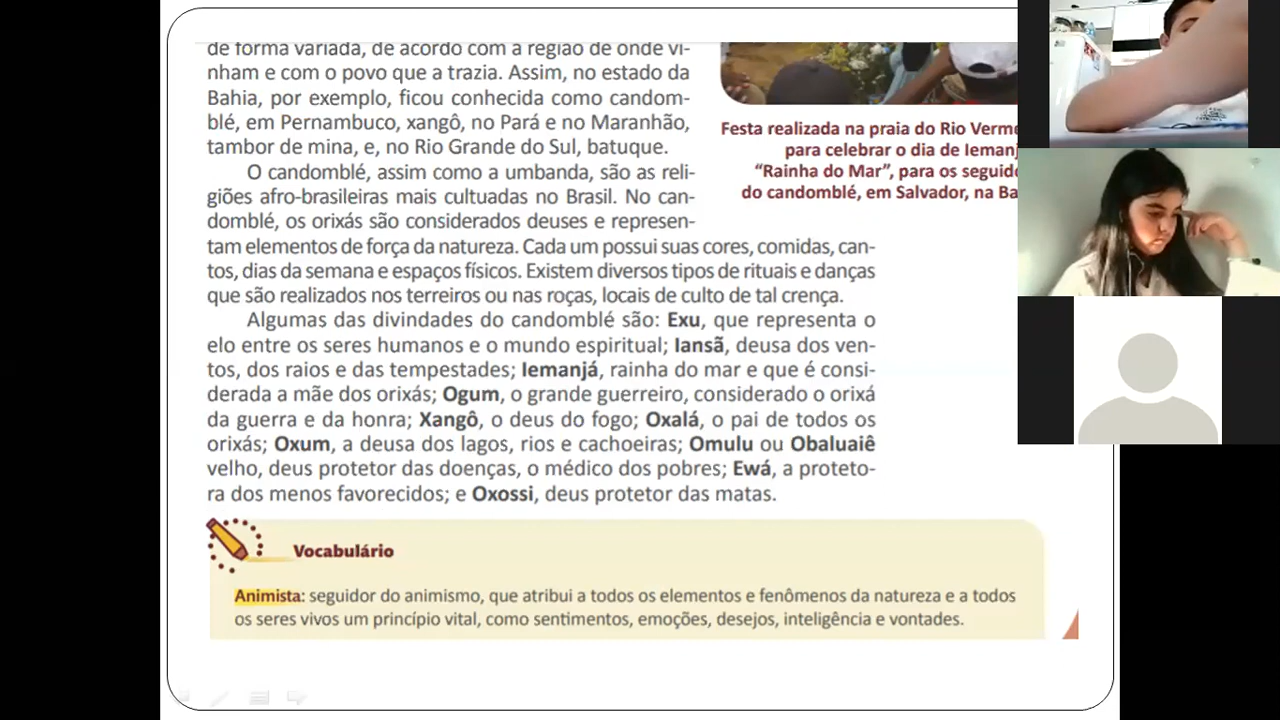 de forma variada, de acordo com a região de onde vi-
nham e com o povo que a trazia. Assim, no estado da
Bahia, por exemplo, ficou conhecida como candom-
blé, em Pernambuco, xangô, no Pará e no Maranhão,
tambor de mina, e, no Rio Grande do Sul, batuque.
O candomblé, assim como a umbanda, são as reli-
giões afro-brasileiras mais cultuadas no Brasil. No can-
domblé, os orixás são considerados deuses e represen-
tam elementos de força da natureza. Cada um possui suas cores, comidas, can-
tos, dias da semana e espaços físicos. Existem diversos tipos de rituais e danças
que são realizados nos terreiros ou nas roças, locais de culto de tal crença.
Algumas das divindades do candomblé são: Exu, que representa o
elo entre os seres humanos e o mundo espiritual; Iansã, deusa dos ven-
tos, dos raios e das tempestades; Iemanjá, rainha do mar e que é consi-
derada a mãe dos orixás; Ogum, o grande guerreiro, considerado o orixá
da guerra e da honra; Xangô, o deus do fogo; Oxalá, o pai de todos os
orixás; Oxum, a deusa dos lagos, rios e cachoeiras; Omulu ou Obaluaiê
velho, deus protetor das doenças, o médico dos pobres; Ewá, a proteto-
ra dos menos favorecidos; e Oxossi, deus protetor das matas.
Festa realizada na praia do Rio Verme
para celebrar o dia de Iemanj
“Rainha do Mar”, para os seguid
do candomblé, em Salvador, na Ba
Vocabulário
Animista: seguidor do animismo, que atribui a todos os elementos e fenômenos da natureza e a todos
os seres vivos um princípio vital, como sentimentos, emoções, desejos, inteligência e vontades.